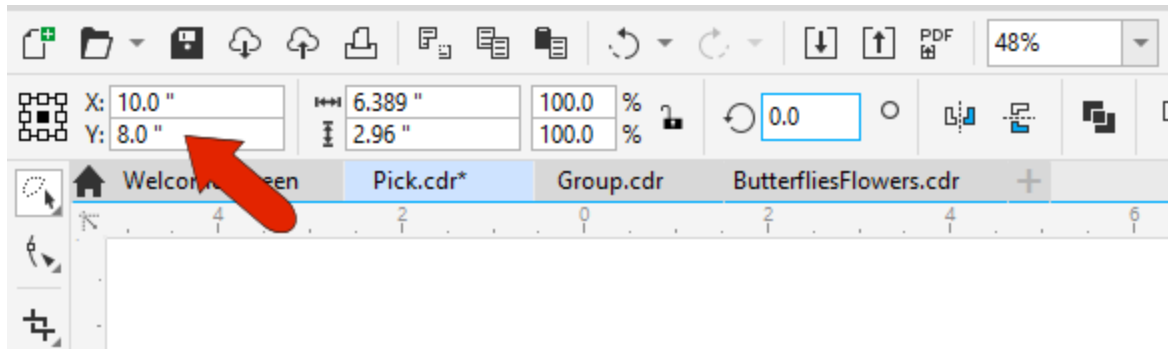 PDF 48%
X: 10.0 " 6.389 " 100.0 % 0.0
Y: 8.0 " 2.96 " 100.0 %
Pick.cdr* Group.cdr ButterfliesFlowers.cdr
4 2 0 2 4 6